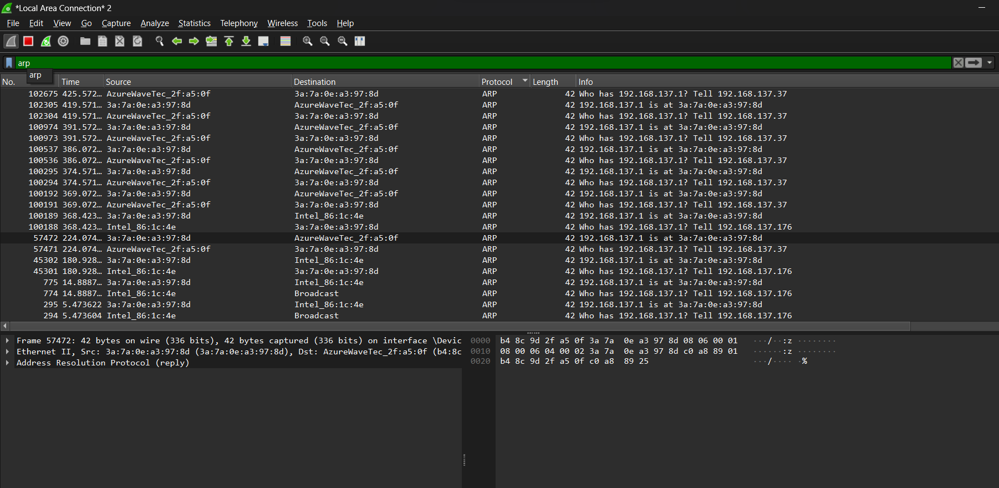 *Local Area Connection* 2
File Edit View Go Capture Analyze Statistics Telephony Wireless Tools Help
arp
arp
No. Time Source Destination Protocol Length Info
102675 425.572… AzureWaveTec_2f:a5:0f 3a:7a:0e:a3:97:8d ARP 42 Who has 192.168.137.1? Tell 192.168.137.37
102305 419.571… 3a:7a:0e:a3:97:8d AzureWaveTec_2f:a5:0f ARP 42 192.168.137.1 is at 3a:7a:0e:a3:97:8d
102304 419.571… AzureWaveTec_2f:a5:0f 3a:7a:0e:a3:97:8d ARP 42 Who has 192.168.137.1? Tell 192.168.137.37
100974 391.572… 3a:7a:0e:a3:97:8d AzureWaveTec_2f:a5:0f ARP 42 192.168.137.1 is at 3a:7a:0e:a3:97:8d
100973 391.572… AzureWaveTec_2f:a5:0f 3a:7a:0e:a3:97:8d ARP 42 Who has 192.168.137.1? Tell 192.168.137.37
100537 386.072… 3a:7a:0e:a3:97:8d AzureWaveTec_2f:a5:0f ARP 42 192.168.137.1 is at 3a:7a:0e:a3:97:8d
100536 386.072… AzureWaveTec_2f:a5:0f 3a:7a:0e:a3:97:8d ARP 42 Who has 192.168.137.1? Tell 192.168.137.37
100295 374.571… 3a:7a:0e:a3:97:8d AzureWaveTec_2f:a5:0f ARP 42 192.168.137.1 is at 3a:7a:0e:a3:97:8d
100294 374.571… AzureWaveTec_2f:a5:0f 3a:7a:0e:a3:97:8d ARP 42 Who has 192.168.137.1? Tell 192.168.137.37
100192 369.072… 3a:7a:0e:a3:97:8d AzureWaveTec_2f:a5:0f ARP 42 192.168.137.1 is at 3a:7a:0e:a3:97:8d
100191 369.072… AzureWaveTec_2f:a5:0f 3a:7a:0e:a3:97:8d ARP 42 Who has 192.168.137.1? Tell 192.168.137.37
100189 368.423… 3a:7a:0e:a3:97:8d Intel_86:1c:4e ARP 42 192.168.137.1 is at 3a:7a:0e:a3:97:8d
100188 368.423… Intel_86:1c:4e 3a:7a:0e:a3:97:8d ARP 42 Who has 192.168.137.1? Tell 192.168.137.176
57472 224.074… 3a:7a:0e:a3:97:8d AzureWaveTec_2f:a5:0f ARP 42 192.168.137.1 is at 3a:7a:0e:a3:97:8d
57471 224.074… AzureWaveTec_2f:a5:0f 3a:7a:0e:a3:97:8d ARP 42 Who has 192.168.137.1? Tell 192.168.137.37
45302 180.928… 3a:7a:0e:a3:97:8d Intel_86:1c:4e ARP 42 192.168.137.1 is at 3a:7a:0e:a3:97:8d
45301 180.928… Intel_86:1c:4e 3a:7a:0e:a3:97:8d ARP 42 Who has 192.168.137.1? Tell 192.168.137.176
775 14.8887… 3a:7a:0e:a3:97:8d Intel_86:1c:4e ARP 42 192.168.137.1 is at 3a:7a:0e:a3:97:8d
774 14.8887… Intel_86:1c:4e Broadcast ARP 42 Who has 192.168.137.1? Tell 192.168.137.176
295 5.473622 3a:7a:0e:a3:97:8d Intel_86:1c:4e ARP 42 192.168.137.1 is at 3a:7a:0e:a3:97:8d
294 5.473604 Intel_86:1c:4e Broadcast ARP 42 Who has 192.168.137.1? Tell 192.168.137.176
Frame 57472: 42 bytes on wire (336 bits), 42 bytes captured (336 bits) on interface \Devic
Ethernet II, Src: 3a:7a:0e:a3:97:8d (3a:7a:0e:a3:97:8d), Dst: AzureWaveTec_2f:a5:0f (b4:8c
Address Resolution Protocol (reply)
0000 b4 8c 9d 2f a5 0f 3a 7a 0e a3 97 8d 08 06 00 01 ···/··:z ········
0010 08 00 06 04 00 02 3a 7a 0e a3 97 8d c0 a8 89 01 ······:z ········
0020 b4 8c 9d 2f a5 0f c0 a8 89 25 ···/···· ·%